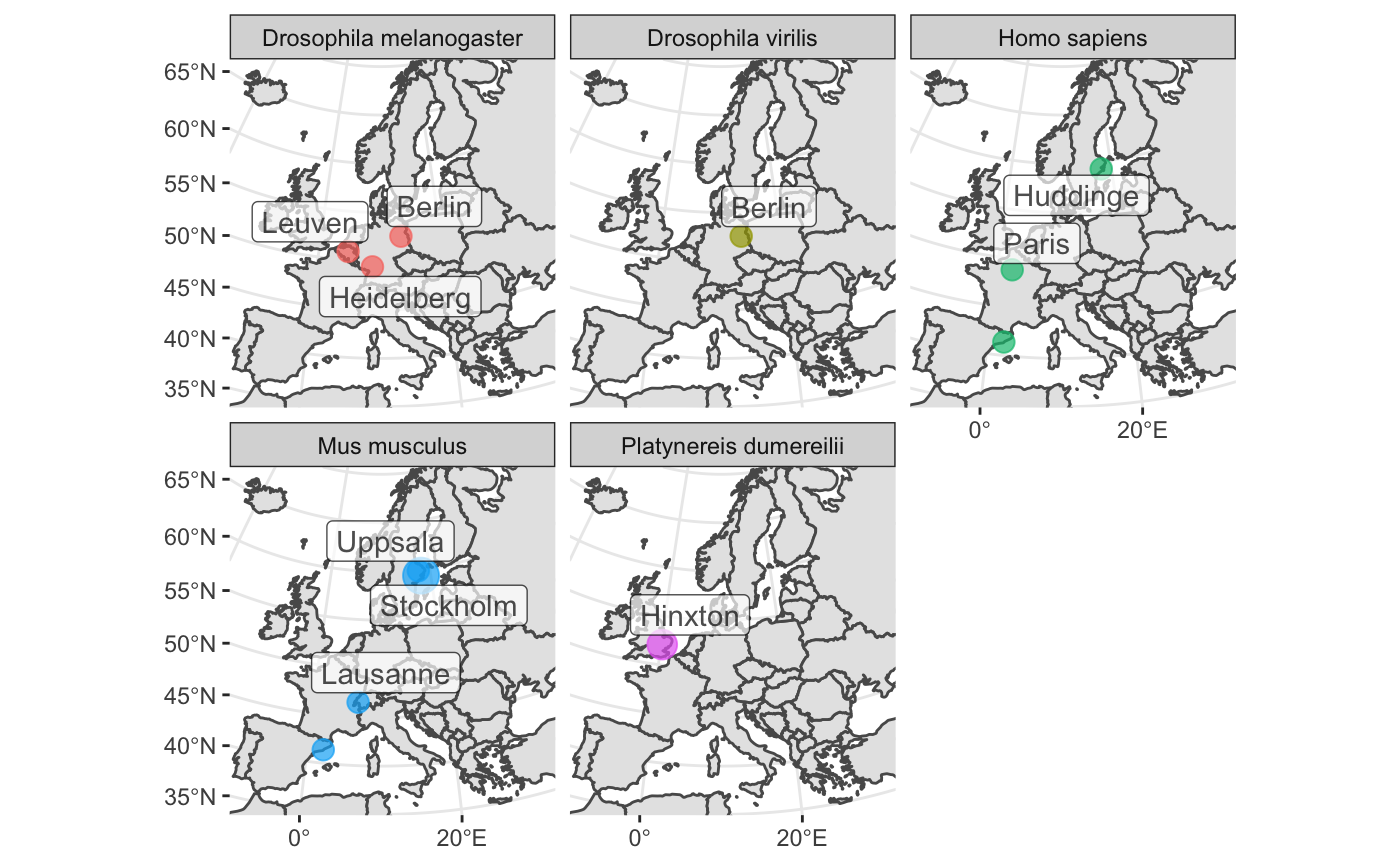 Drosophila melanogaster
Drosophila virilis
Homo sapiens
65°N
60°N
55°N
50°N
45°N
40°N
35°N
Leuven
Berlin
Heidelberg
Berlin
Huddinge
Paris
0°
20°E
Mus musculus
Platynereis dumereilii
65°N
60°N
55°N
50°N
45°N
40°N
35°N
Uppsala
Stockholm
Lausanne
Hinxton
0°
20°E
0°
20°E